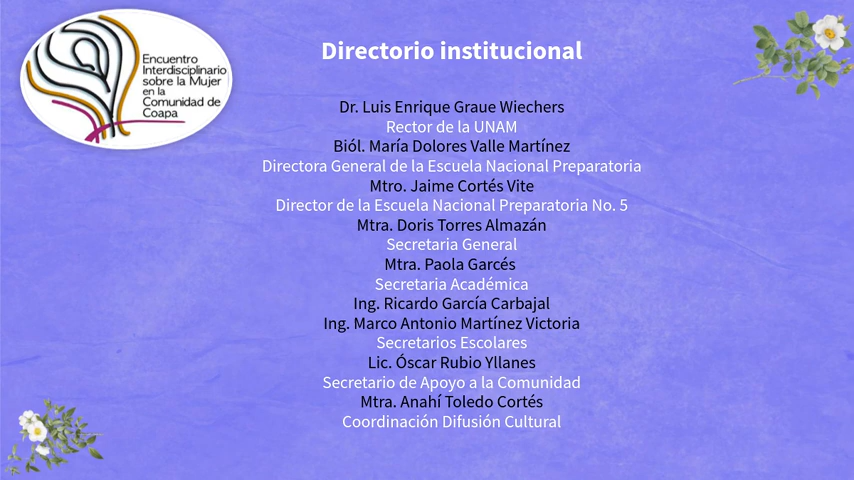 Encuentro
Interdisciplinario
sobre la Mujer
en la
Comunidad de
Coapa
Directorio institucional
Dr. Luis Enrique Graue Wiechers
Rector de la UNAM
Biól. María Dolores Valle Martínez
Directora General de la Escuela Nacional Preparatoria
Mtro. Jaime Cortés Vite
Director de la Escuela Nacional Preparatoria No. 5
Mtra. Doris Torres Almazán
Secretaria General
Mtra. Paola Garcés
Secretaria Académica
Ing. Ricardo García Carbajal
Ing. Marco Antonio Martínez Victoria
Secretarios Escolares
Lic. Óscar Rubio Yllanes
Secretario de Apoyo a la Comunidad
Mtra. Anahí Toledo Cortés
Coordinación Difusión Cultural